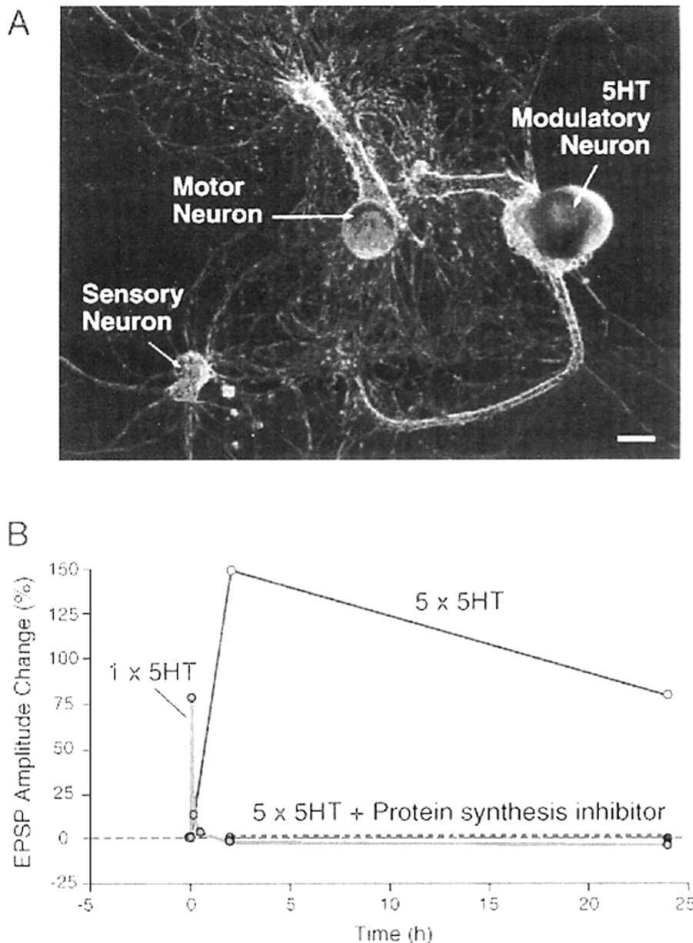 A
5HT
Modulatory
Neuron
Motor
Neuron
Sensory
Neuron
B
EPSP Amplitude Change (%)
150
125
100
75
50
25
0
-25
1 x 5HT
5 x 5HT
5 x 5HT + Protein synthesis inhibitor
-5
0
5
10
15
20
25
Time (h)